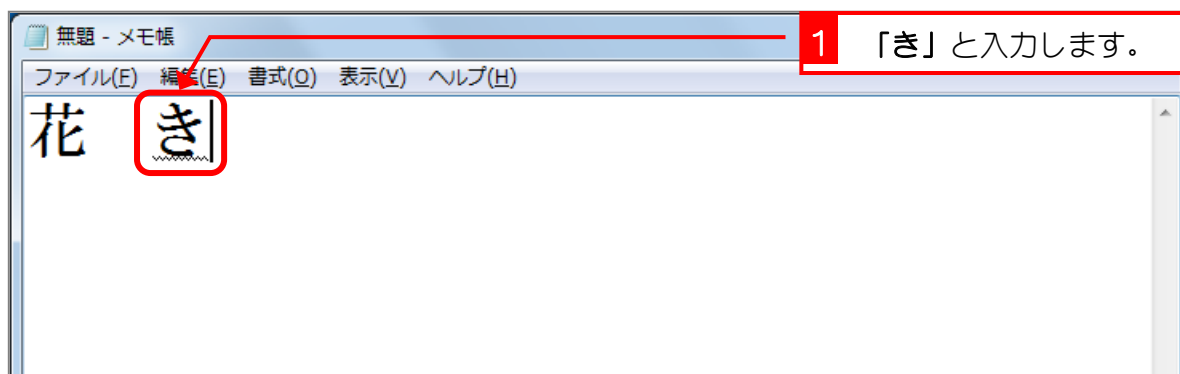 無題 - メモ帳
1 「き」と入力します。
ファイル(F) 編集(E) 書式(O) 表示(V) ヘルプ(H)
花　き